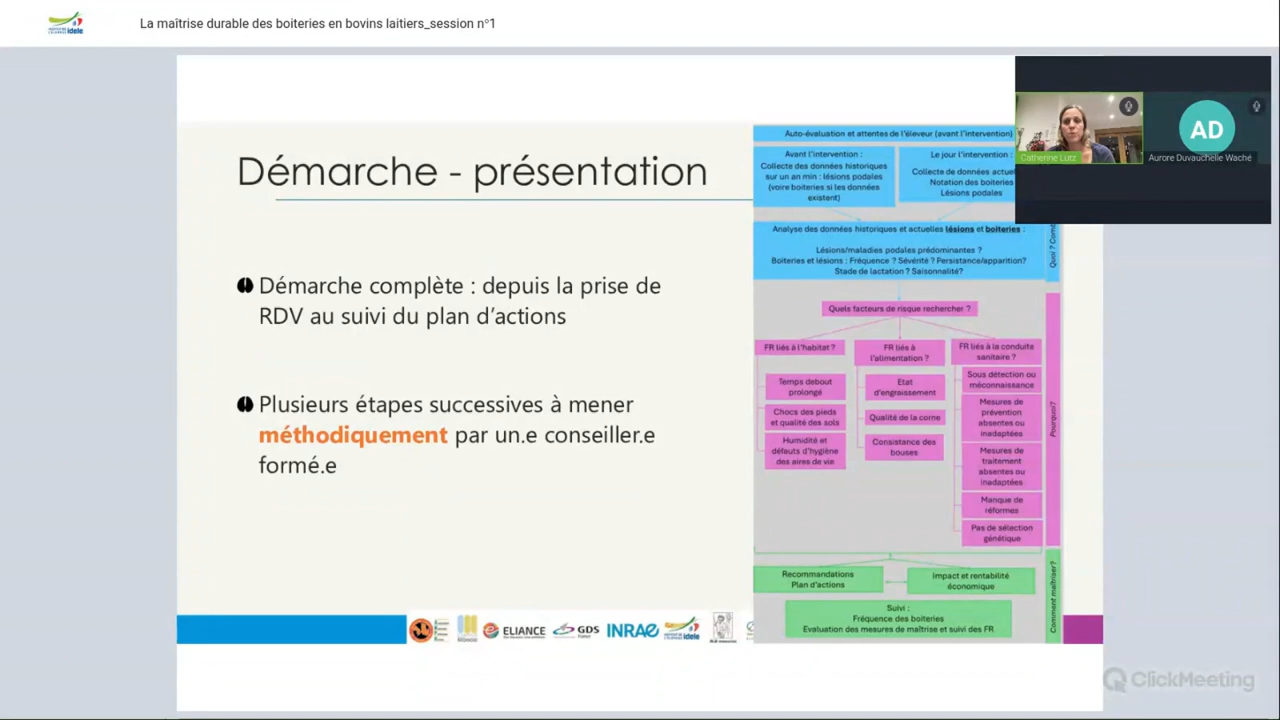 La maîtrise durable des boiteries en bovins laitiers_session n°1
Démarche - présentation
Démarche complète : depuis la prise de
RDV au suivi du plan d'actions
Plusieurs étapes successives à mener
méthodiquement par un.e conseiller.e
formé.e
Auto-évaluation et attentes de l'éleveur (avant l'intervention)
Avant l'intervention :
Collecte des données historiques
sur un an min : lésions podales
(voire boiteries si les données
existent)
Le jour l'intervention :
Collecte de données
Notation des boiteries
Lésions podales
Analyse des données historiques et actuelles lésions et boiteries :
Lésions/maladies podales prédominantes ?
Boiteries et lésions : Fréquence ? Sévérité ? Persistance/apparition?
Stade de lactation ? Saisonnalité?
Quoi ?
Quels facteurs de risque rechercher ?
FR liés à l'habitat ?
Temps debout
prolongé
Chocs des pieds
et qualité des sols
Humidité et
défauts d'hygiène
des aires de vie
FR liés à
l'alimentation ?
Etat
d'engraissement
Qualité de la corne
Consistance des
bouses
FR liés à la conduite
sanitaire ?
Sous détection ou
méconnaissance
Mesures de
prévention
absentes ou
inadaptées
Mesures de
traitement
absentes ou
inadaptées
Manque de
réformes
Pas de sélection
génétique
Pourquoi?
Recommandations
Plan d'actions
Impact et rentabilité
économique
Suivi :
Fréquence des boiteries
Evaluation des mesures de maîtrise et suivi des FR
Comment maîtriser?
Catherine Lutz
AD
Aurore Duvauchelle Waché
ELIANCE
GDS
France
INRAE
idele
ClickMeeting